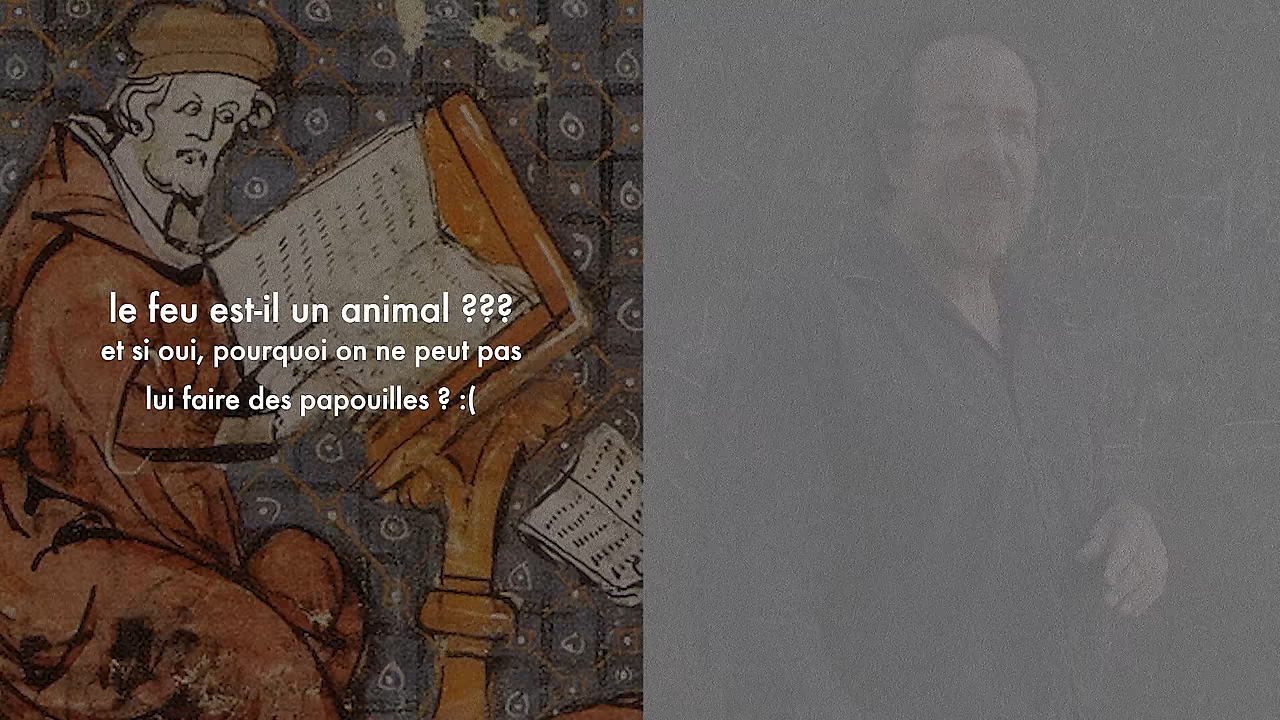 le feu est-il un animal ???
et si oui, pourquoi on ne peut pas
lui faire des papouilles ? :(